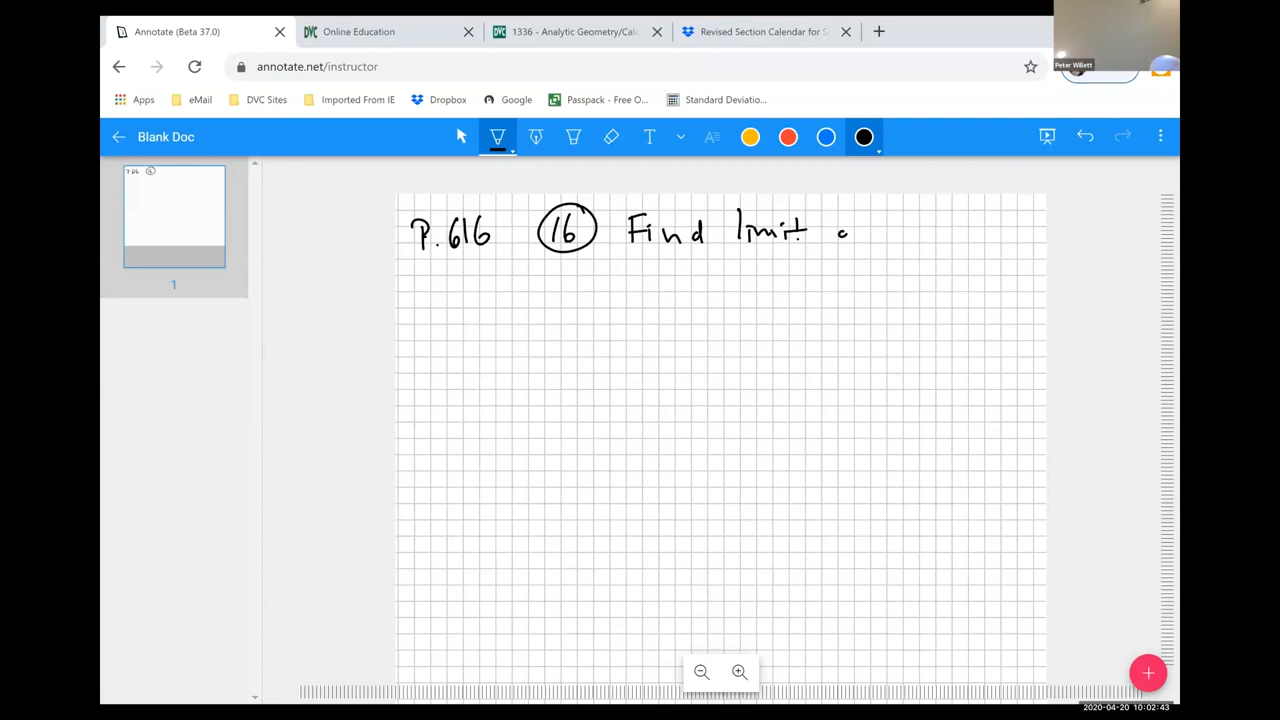 Annotate (Beta 37.0)
Online Education
1336 - Analytic Geometry/Calc
Revised Section Calendar for S
Peter Willett
annotate.net/instructor
Apps
eMail
DVC Sites
Imported From IE
Dropbox
Google
Passpack - Free O...
Standard Deviatio...
Blank Doc
P.616 16 Find limit o
1
2020-04-20 10:02:43